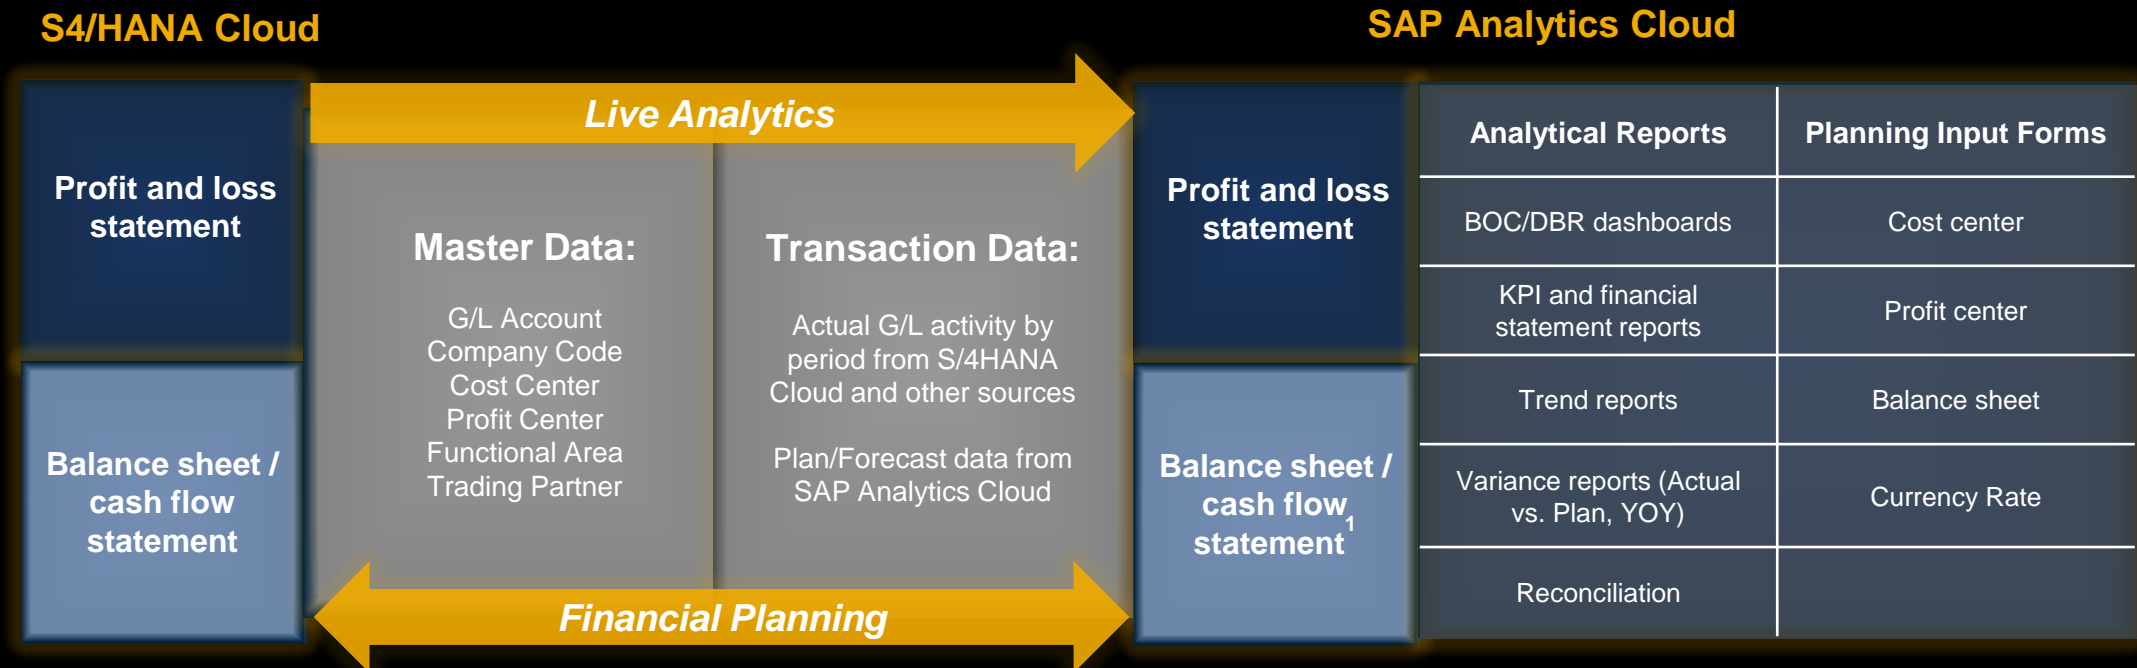 S4/HANA Cloud
SAP Analytics Cloud
Live Analytics
Profit and loss
statement
Balance sheet /
cash flow
statement
Master Data:
G/L Account
Company Code
Cost Center
Profit Center
Functional Area
Trading Partner
Transaction Data:
Actual G/L activity by
period from S/4HANA
Cloud and other sources
Plan/Forecast data from
SAP Analytics Cloud
Financial Planning
Profit and loss
statement
Balance sheet /
cash flow
statement1
Analytical Reports
Planning Input Forms
BOC/DBR dashboards
Cost center
KPI and financial
statement reports
Profit center
Trend reports
Balance sheet
Variance reports (Actual
vs. Plan, YOY)
Currency Rate
Reconciliation